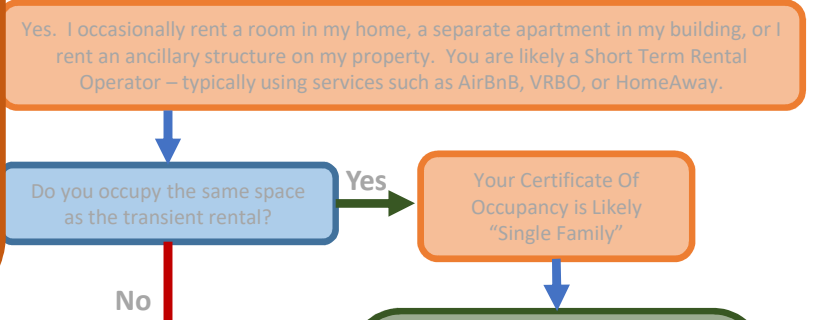 Yes.  I occasionally rent a room in my home, a separate apartment in my building, or I
rent an ancillary structure on my property.  You are likely a Short Term Rental
Operator – typically using services such as AirBnB, VRBO, or HomeAway.
Do you occupy the same space
as the transient rental?
Yes
Your Certificate Of
Occupancy is Likely
“Single Family”
No